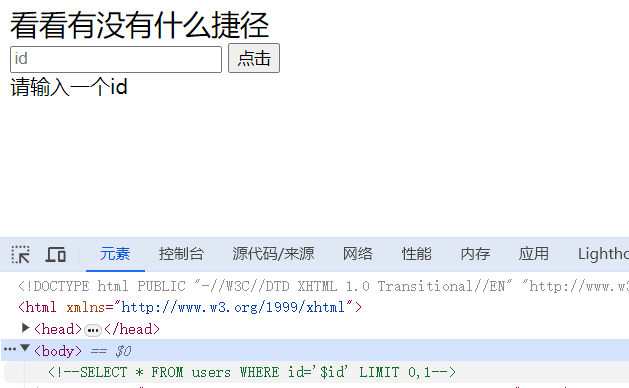 看看有没有什么捷径
id 点击
请输入一个id
元素 控制台 源代码/来源 网络 性能 内存 应用 Lightho
<!DOCTYPE html PUBLIC "-//W3C//DTD XHTML 1.0 Transitional//EN" "http://www.w3
<html xmlns="http://www.w3.org/1999/xhtml">
<head>…</head>
<body> == $0
<!--SELECT * FROM users WHERE id='$id' LIMIT 0,1-->